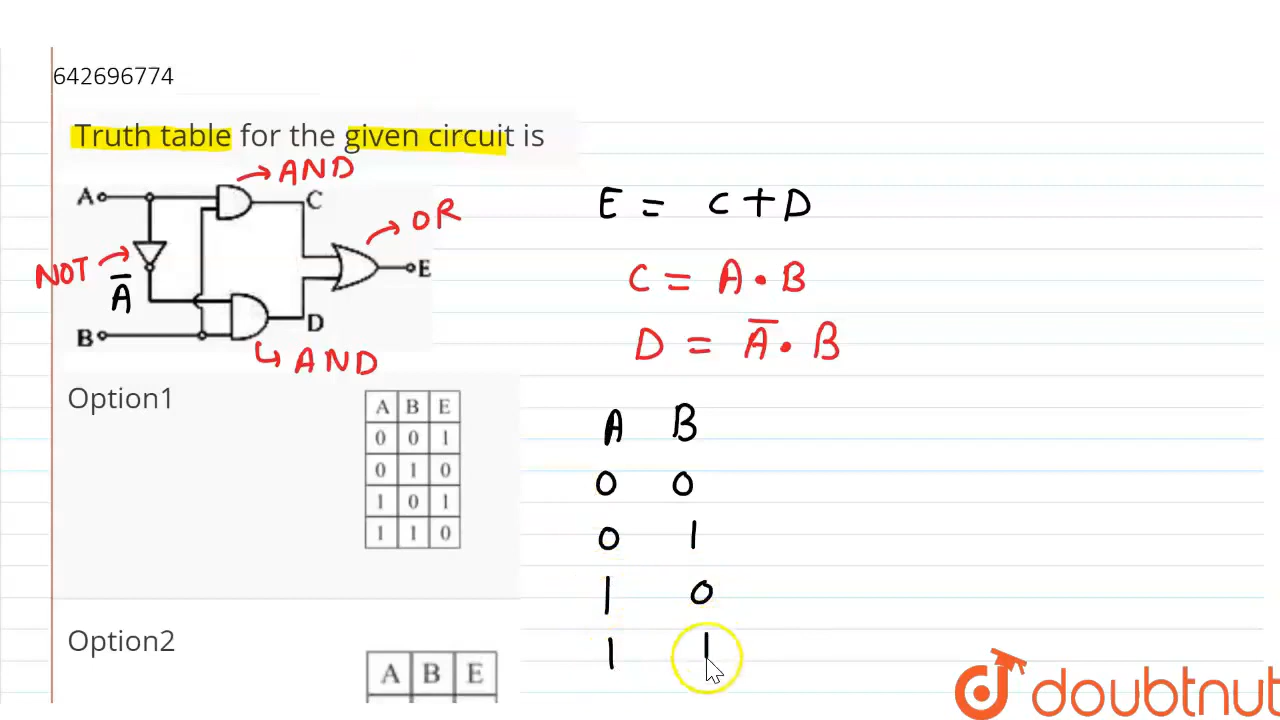 642696774
Truth table for the given circuit is
A
AND
C
OR
NOT
A̅
E
B
D
AND
E = C + D
C = A · B
D = A̅ · B
Option1
A B E
0 0 1
0 1 0
1 0 1
1 1 0
A B
0 0
0 1
1 0
1 1
Option2
A B E
doubtnut